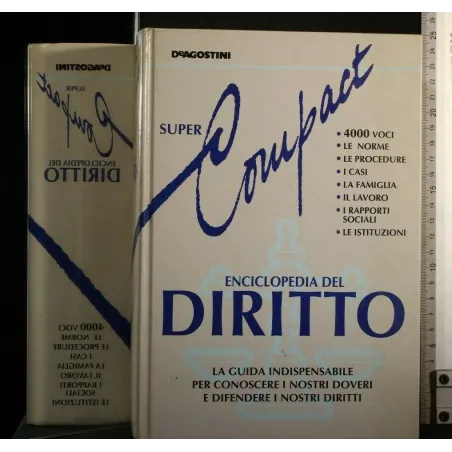 DeAGOSTINI
SUPER
Compact
• 4000 VOCI
• LE NORME
• LE PROCEDURE
• I CASI
• LA FAMIGLIA
• IL LAVORO
• I RAPPORTI
SOCIALI
• LE ISTITUZIONI
ENCICLOPEDIA DEL
DIRITTO
LA GUIDA INDISPENSABILE
PER CONOSCERE I NOSTRI DOVERI
E DIFENDERE I NOSTRI DIRITTI
DeAGOSTINI
SUPER
Compact
ENCICLOPEDIA DEL
DIRITTO
4000 VOCI
LE NORME
LE PROCEDURE
I CASI
LA FAMIGLIA
IL LAVORO
I RAPPORTI
SOCIALI
LE ISTITUZIONI